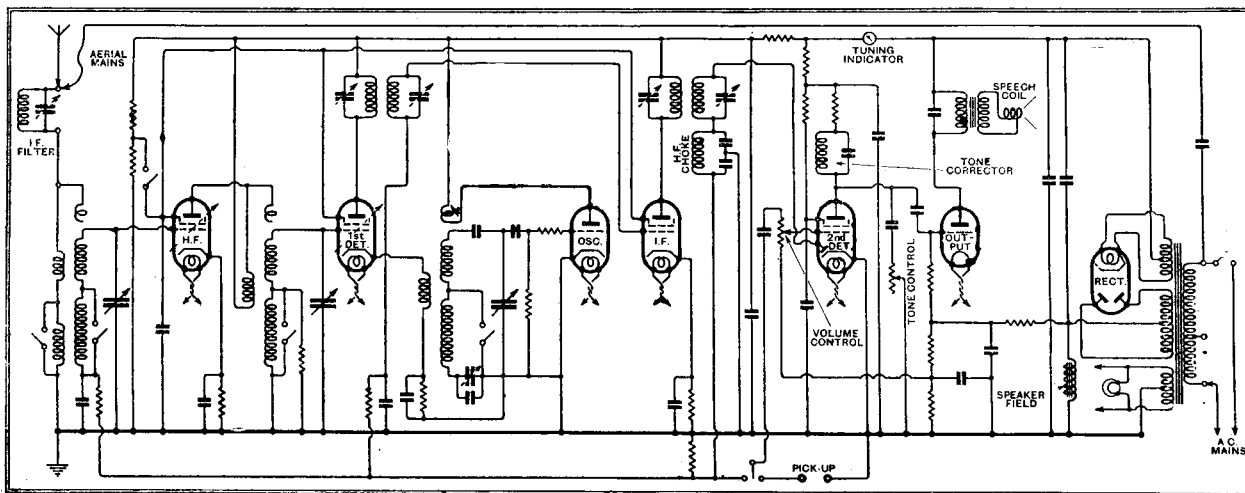 AERIAL
MAINS
I.F.
FILTER
H.F.
1st
DET.
OSC.
I.F.
H.F.
CHOKE
2nd
DET.
VOLUME
CONTROL
TUNING
INDICATOR
TONE
CORRECTOR
TONE CONTROL
OUT-
PUT
SPEECH
COIL
SPEAKER
FIELD
RECT.
PICK-UP
A.C.
MAINS